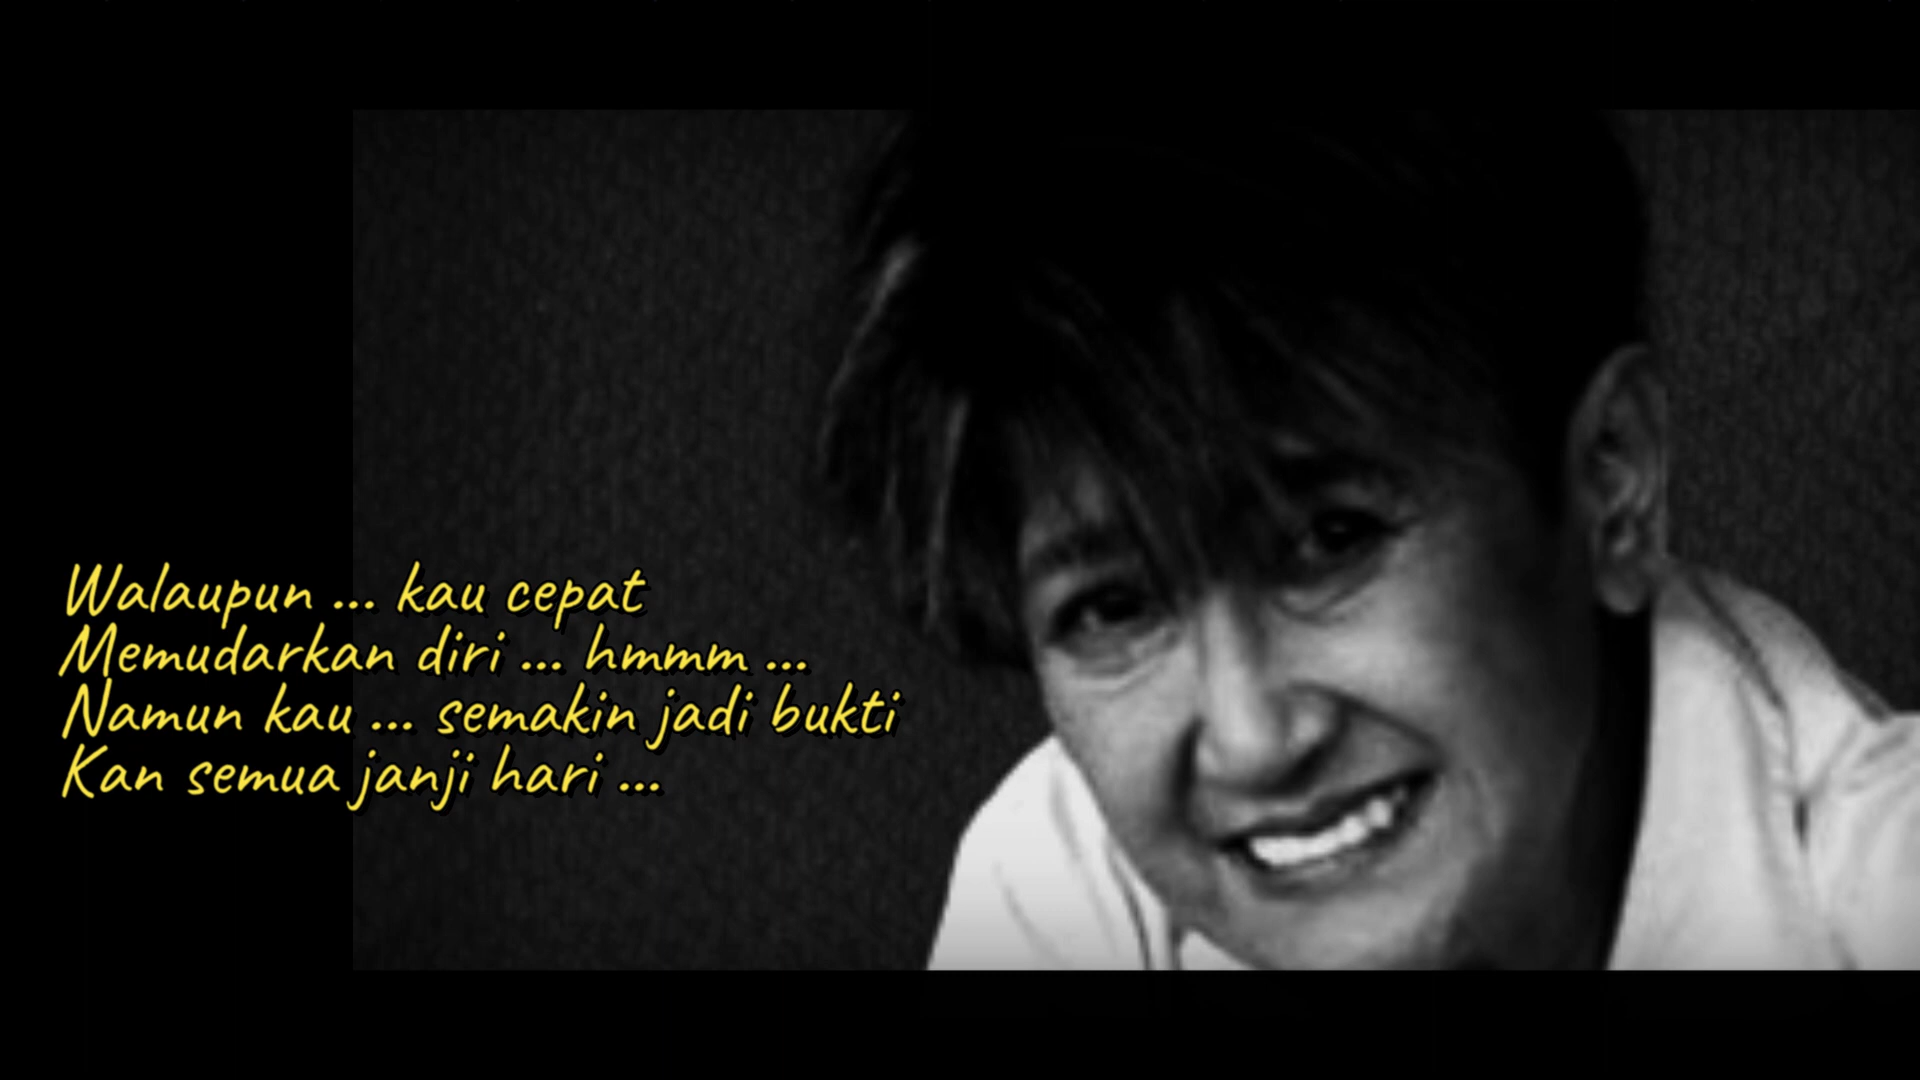 Walaupun ... kau cepat
Memudarkan diri ... hmmm ...
Namun kau ... semakin jadi bukti
Kan semua janji hari ...